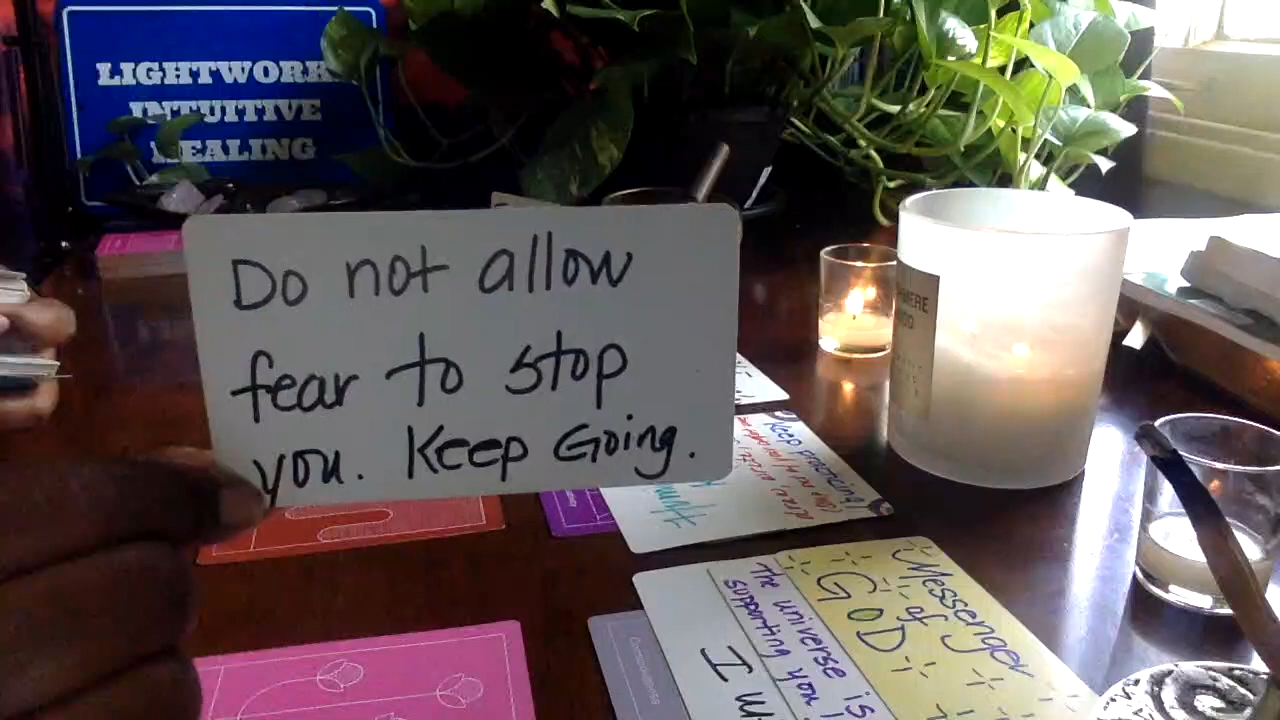 LIGHTWORK
INTUITIVE
HEALING
Do not allow
fear to stop
you. Keep Going.
Keep Practicing!
Messenger
of
GOD
The universe is
supporting you
I